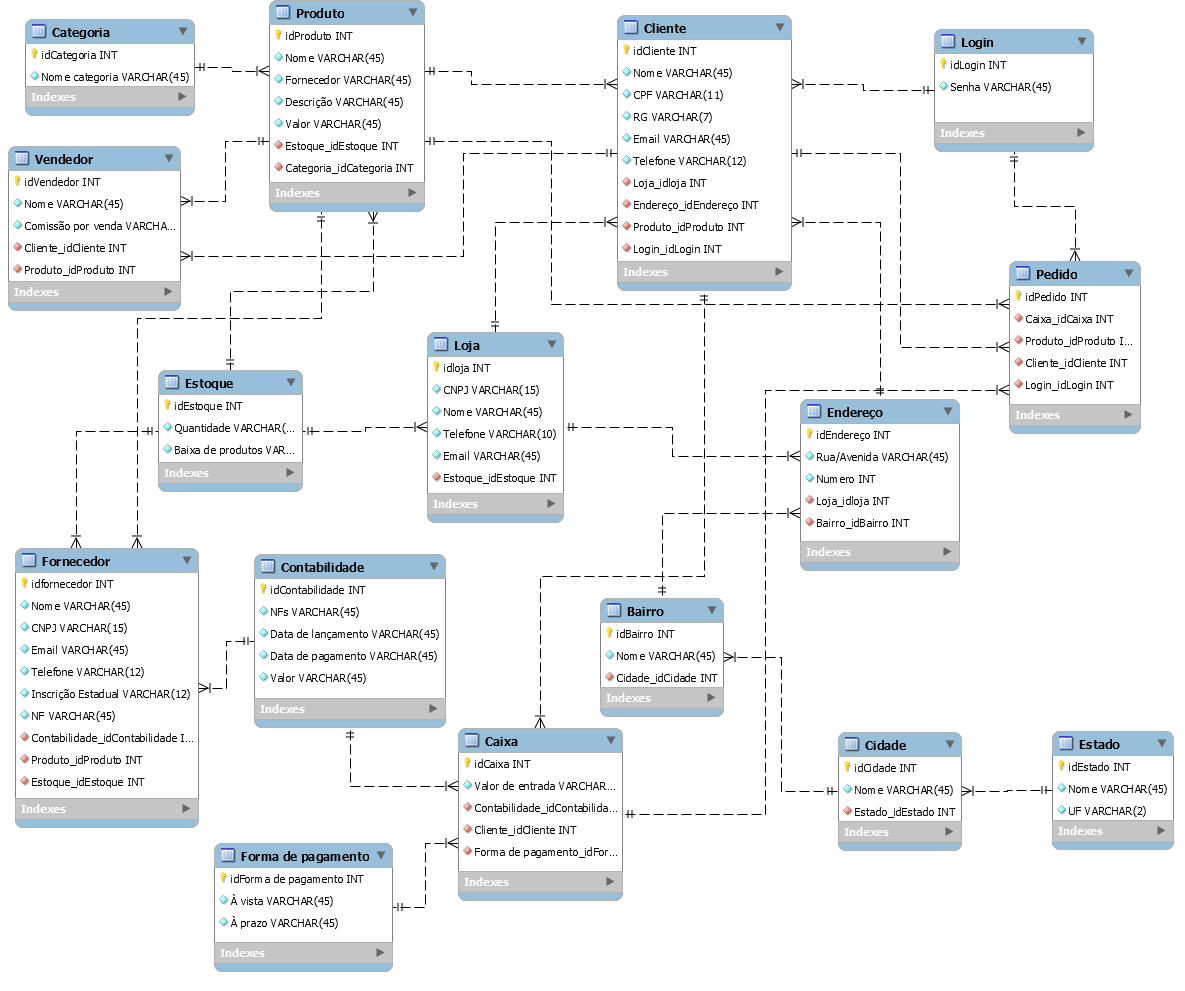 Categoria
idCategoria INT
Nome categoria VARCHAR(45)
Indexes
Produto
idProduto INT
Nome VARCHAR(45)
Fornecedor VARCHAR(45)
Descrição VARCHAR(45)
Valor VARCHAR(45)
Estoque_idEstoque INT
Categoria_idCategoria INT
Indexes
Cliente
idCliente INT
Nome VARCHAR(45)
CPF VARCHAR(11)
RG VARCHAR(7)
Email VARCHAR(45)
Telefone VARCHAR(12)
Loja_idloja INT
Endereço_idEndereço INT
Produto_idProduto INT
Login_idLogin INT
Indexes
Login
idLogin INT
Senha VARCHAR(45)
Indexes
Vendedor
idVendedor INT
Nome VARCHAR(45)
Comissão por venda VARCHA...
Cliente_idCliente INT
Produto_idProduto INT
Indexes
Pedido
idPedido INT
Caixa_idCaixa INT
Produto_idProduto I...
Cliente_idCliente INT
Login_idLogin INT
Indexes
Loja
idloja INT
CNPJ VARCHAR(15)
Nome VARCHAR(45)
Telefone VARCHAR(10)
Email VARCHAR(45)
Estoque_idEstoque INT
Indexes
Estoque
idEstoque INT
Quantidade VARCHAR(...
Baixa de produtos VAR...
Indexes
Endereço
idEndereço INT
Rua/Avenida VARCHAR(45)
Numero INT
Loja_idloja INT
Bairro_idBairro INT
Indexes
Fornecedor
idfornecedor INT
Nome VARCHAR(45)
CNPJ VARCHAR(15)
Email VARCHAR(45)
Telefone VARCHAR(12)
Inscrição Estadual VARCHAR(12)
NF VARCHAR(45)
Contabilidade_idContabilidade I...
Produto_idProduto INT
Estoque_idEstoque INT
Indexes
Contabilidade
idContabilidade INT
NFs VARCHAR(45)
Data de lançamento VARCHAR(45)
Data de pagamento VARCHAR(45)
Valor VARCHAR(45)
Indexes
Bairro
idBairro INT
Nome VARCHAR(45)
Cidade_idCidade INT
Indexes
Caixa
idCaixa INT
Valor de entrada VARCHAR...
Contabilidade_idContabilida...
Cliente_idCliente INT
Forma de pagamento_idFor...
Indexes
Cidade
idCidade INT
Nome VARCHAR(45)
Estado_idEstado INT
Indexes
Estado
idEstado INT
Nome VARCHAR(45)
UF VARCHAR(2)
Indexes
Forma de pagamento
idForma de pagamento INT
À vista VARCHAR(45)
À prazo VARCHAR(45)
Indexes